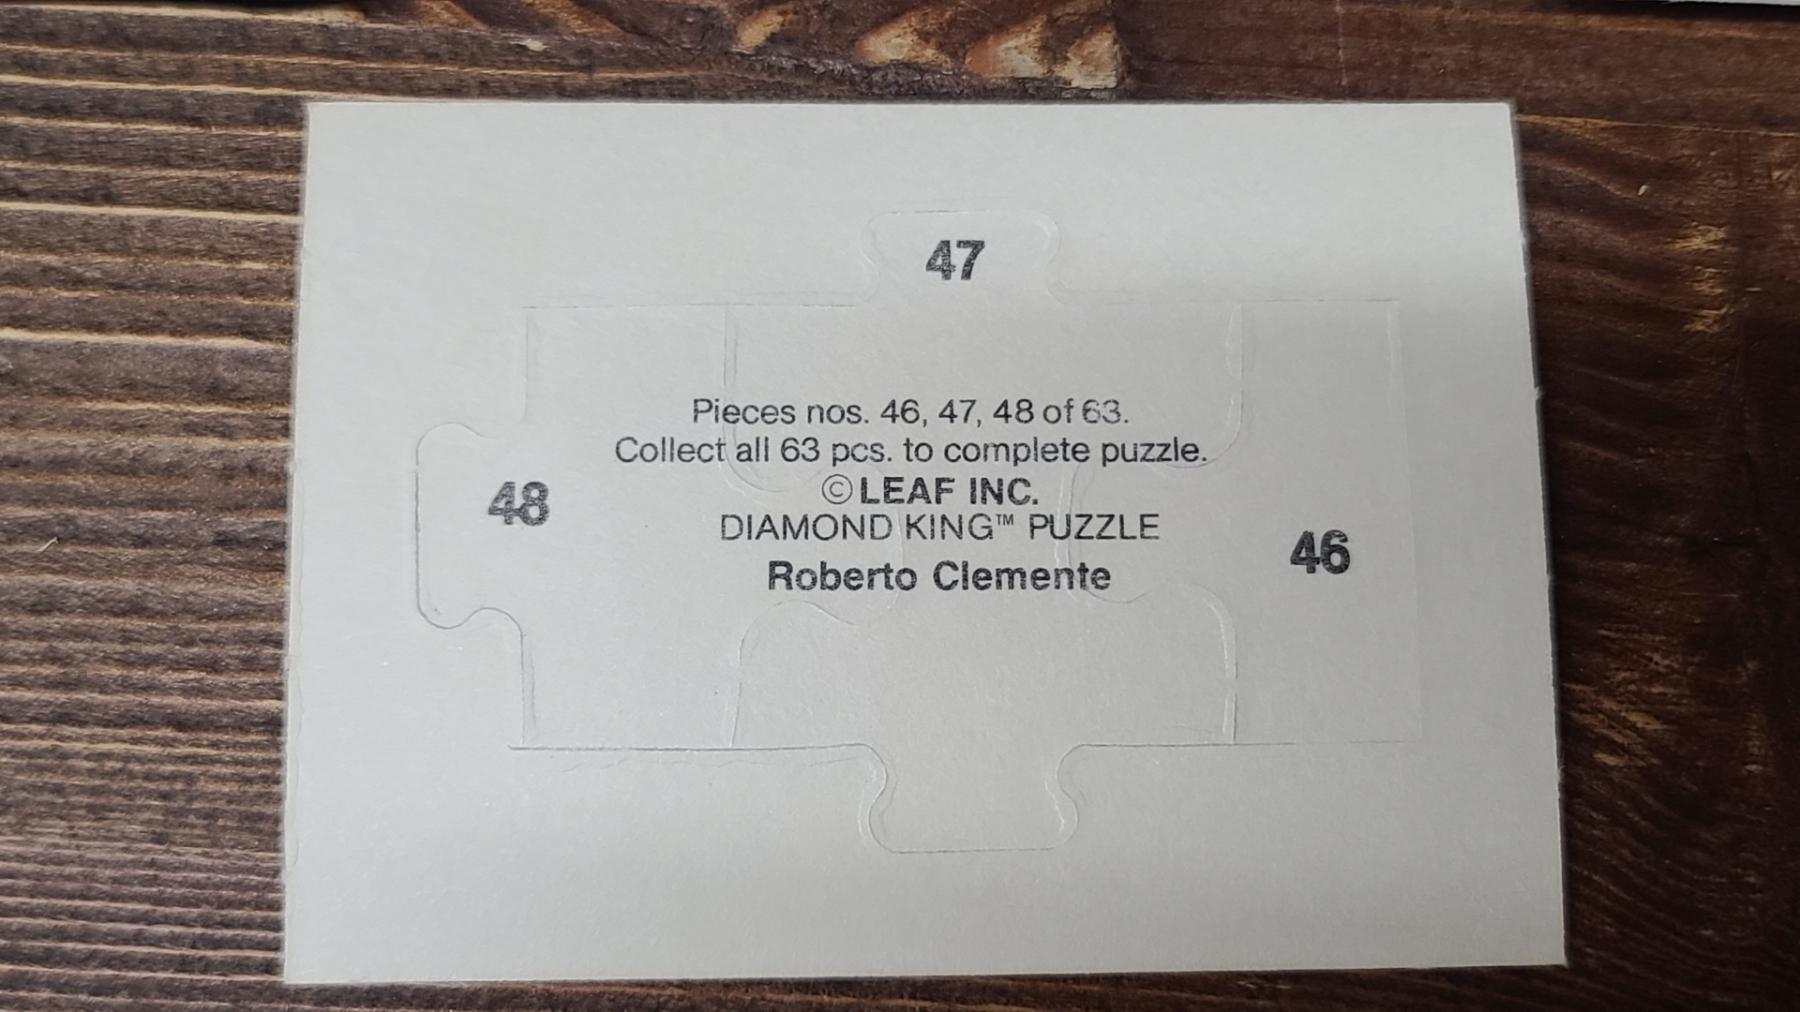 47
Pieces nos. 46, 47, 48 of 63.
Collect all 63 pcs. to complete puzzle.
© LEAF INC.
48
DIAMOND KING™ PUZZLE
46
Roberto Clemente